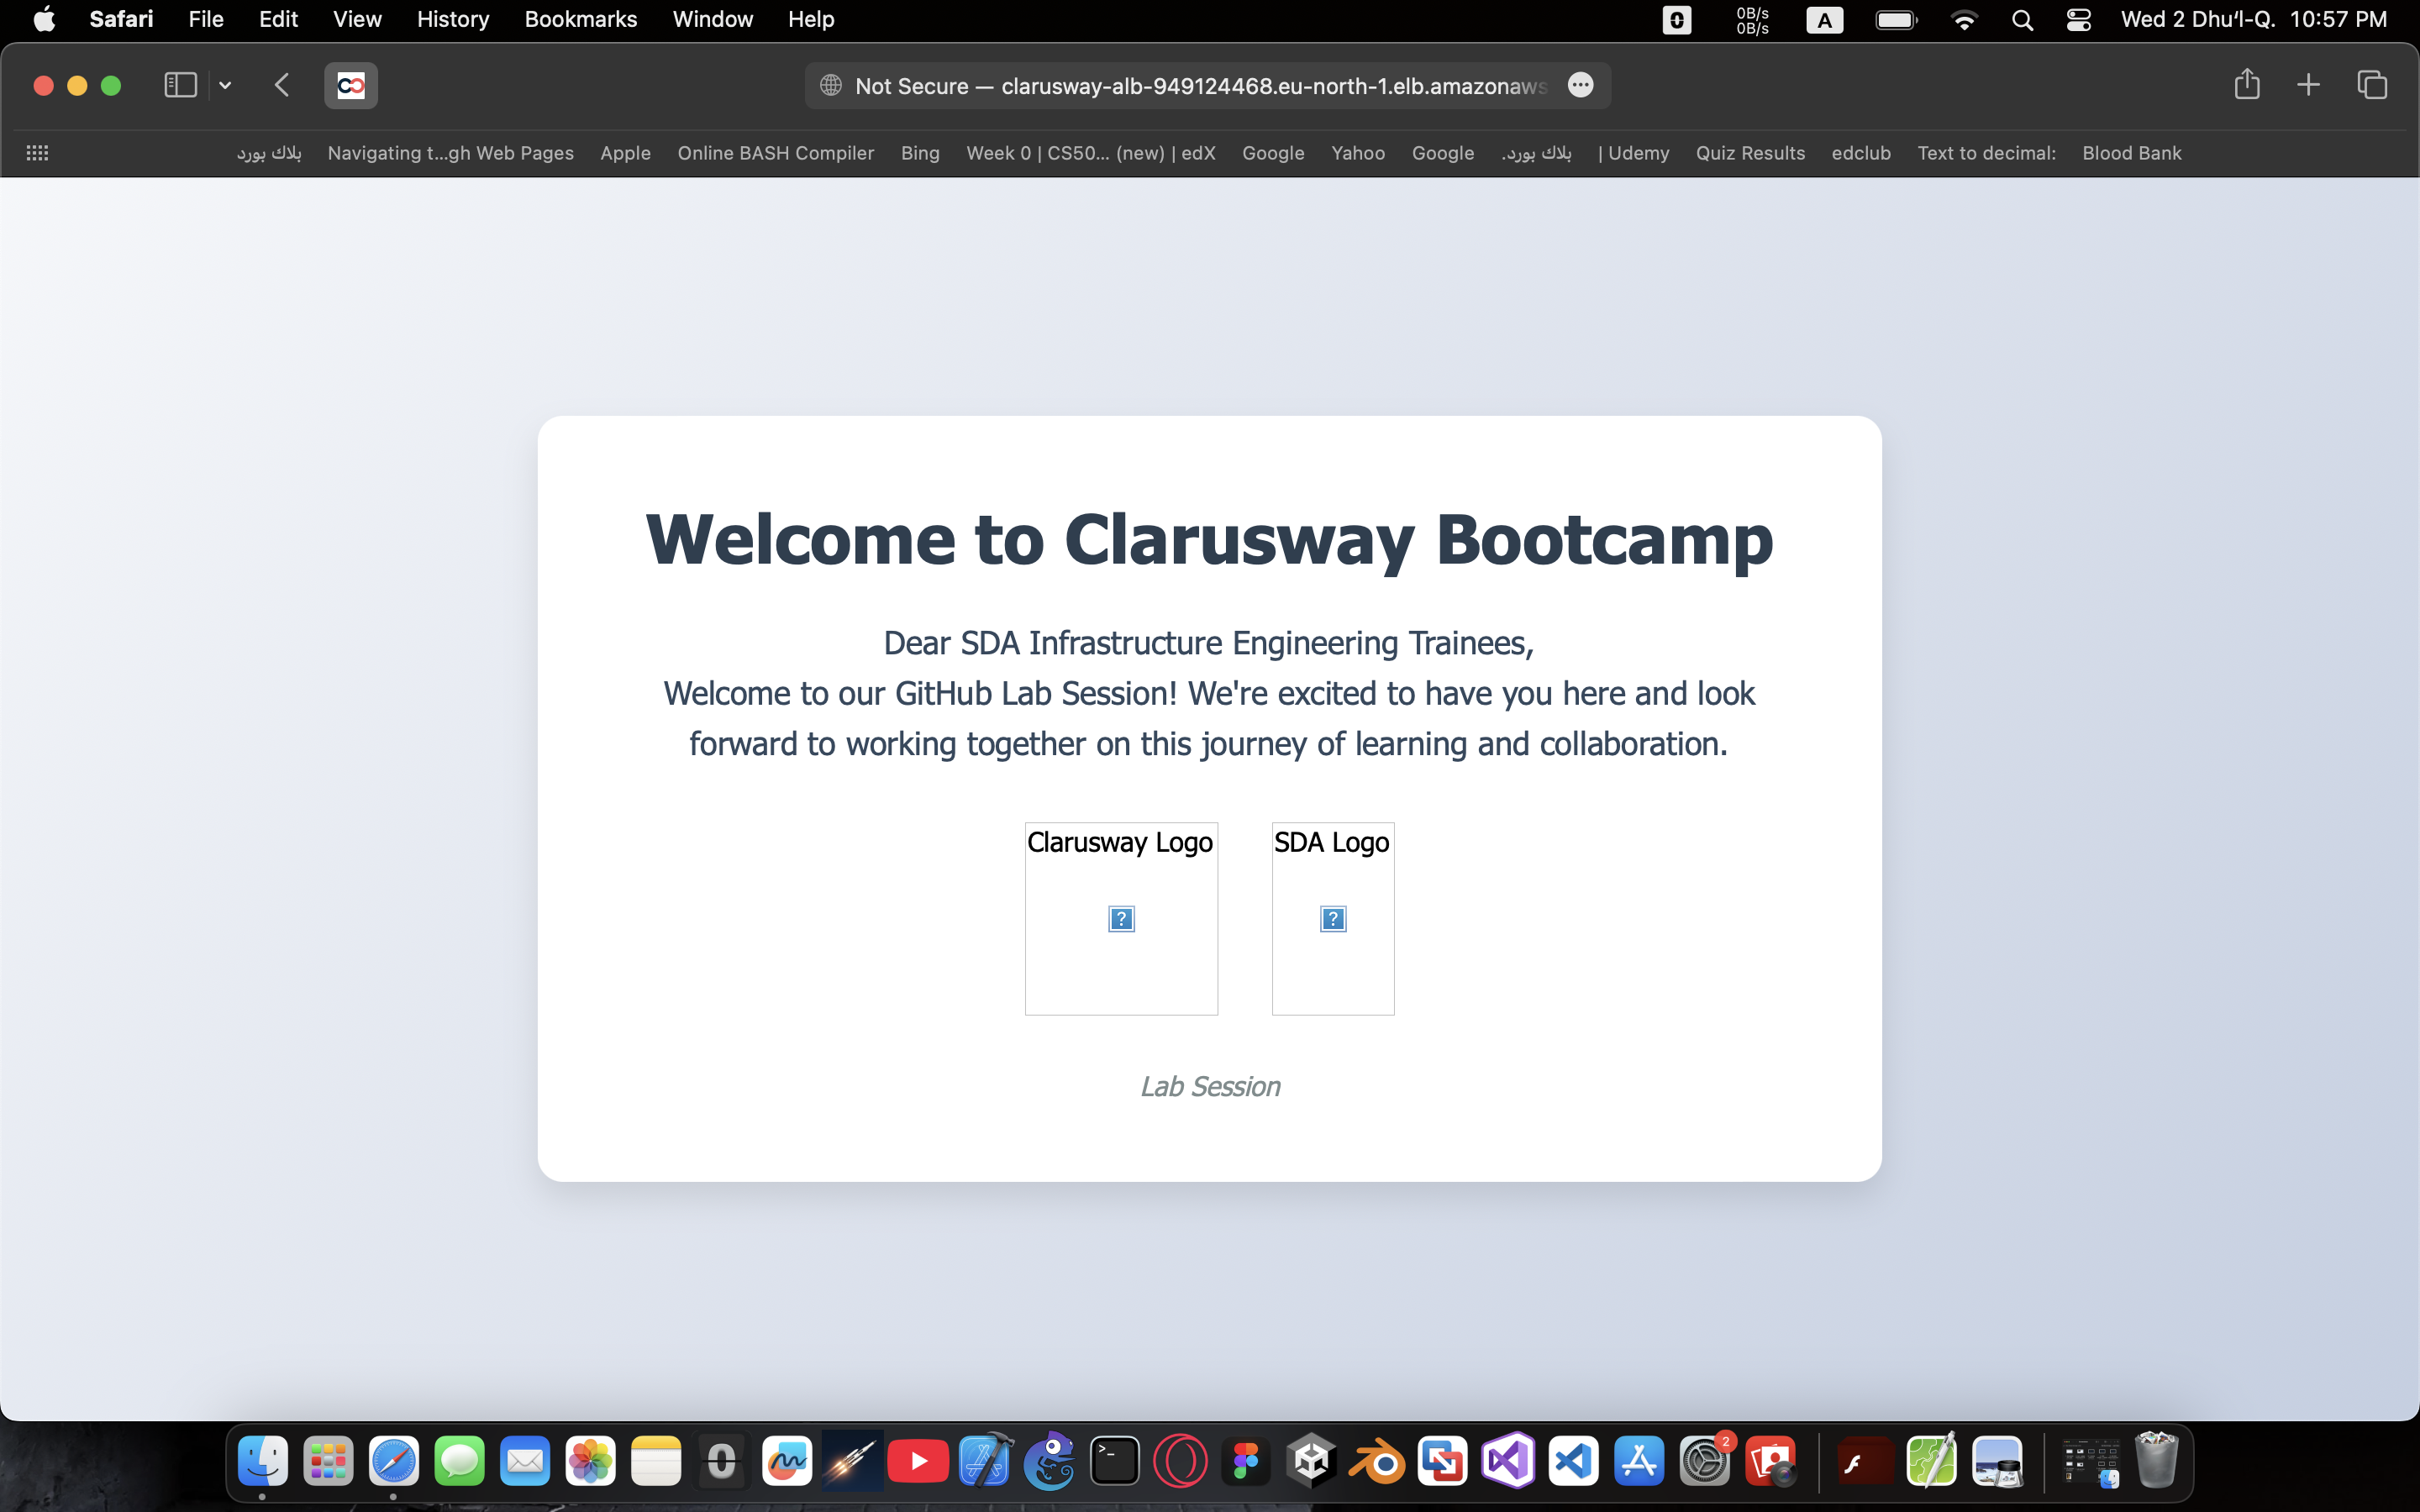 Safari File Edit View History Bookmarks Window Help
0B/s
0B/s
A
Wed 2 Dhu‘l-Q. 10:57 PM
Not Secure — clarusway-alb-949124468.eu-north-1.elb.amazonaws
بلاك بورد Navigating t...gh Web Pages Apple Online BASH Compiler Bing Week 0 | CS50... (new) | edX Google Yahoo Google بلاك بورد. | Udemy Quiz Results edclub Text to decimal: Blood Bank
Welcome to Clarusway Bootcamp
Dear SDA Infrastructure Engineering Trainees,
Welcome to our GitHub Lab Session! We're excited to have you here and look
forward to working together on this journey of learning and collaboration.
Clarusway Logo SDA Logo
Lab Session
2